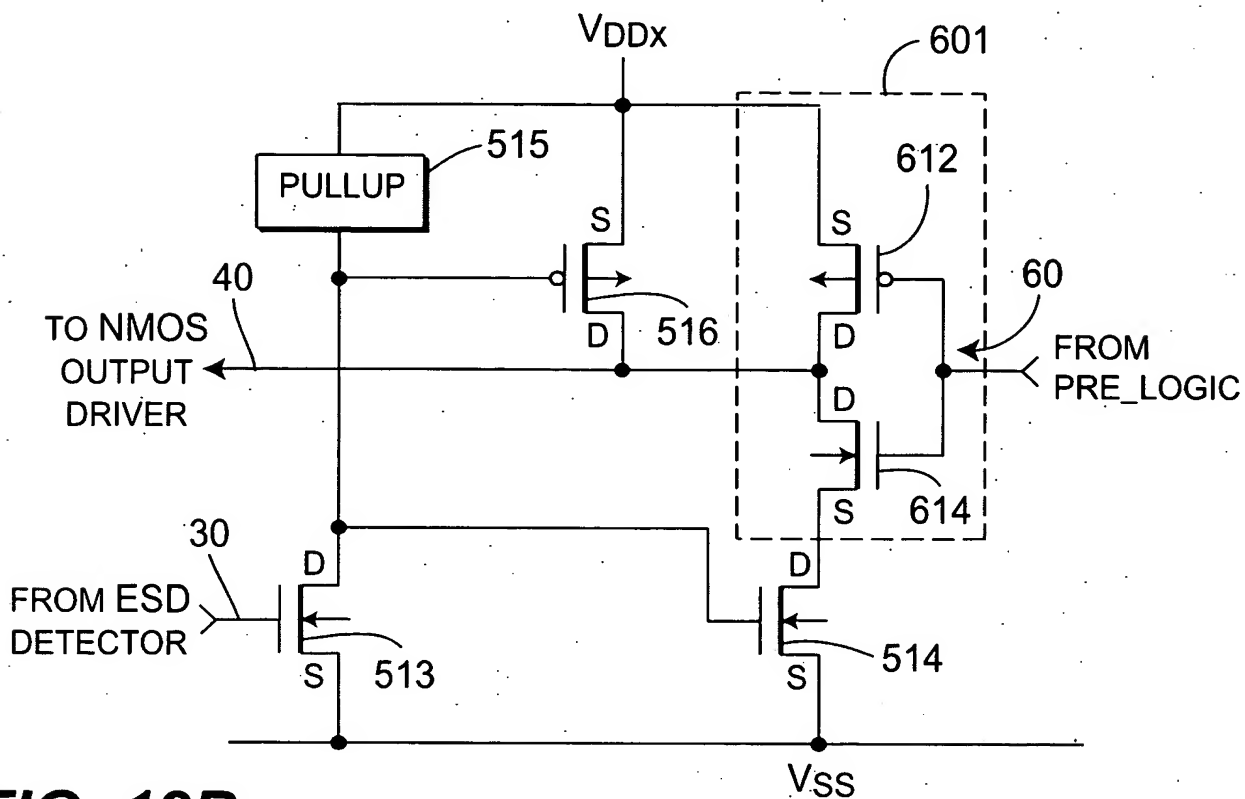 VDDX
601
PULLUP
515
612
S
S
40
60
TO NMOS
OUTPUT
DRIVER
516
D
D
FROM
PRE_LOGIC
D
S
614
30
FROM ESD
DETECTOR
D
D
513
514
S
S
VSS